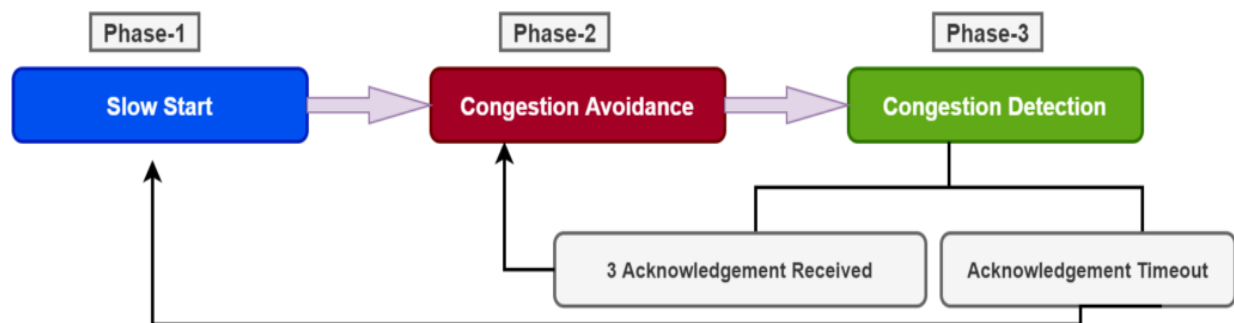 Phase-1
Phase-2
Phase-3
Slow Start
Congestion Avoidance
Congestion Detection
3 Acknowledgement Received
Acknowledgement Timeout